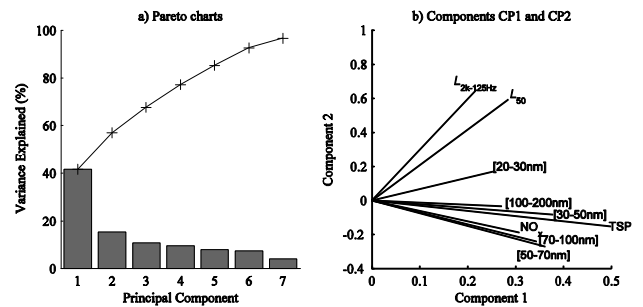 a) Pareto charts
b) Components CP1 and CP2
Variance Explained (%)
100
80
60
40
20
0
1 2 3 4 5 6 7
Principal Component
Component 2
1
0.8
0.6
0.4
0.2
0
-0.2
-0.4
L2k-125Hz
L50
[20-30nm]
[100-200nm]
[30-50nm]
TSP
NOx
[70-100nm]
[50-70nm]
0 0.1 0.2 0.3 0.4 0.5
Component 1